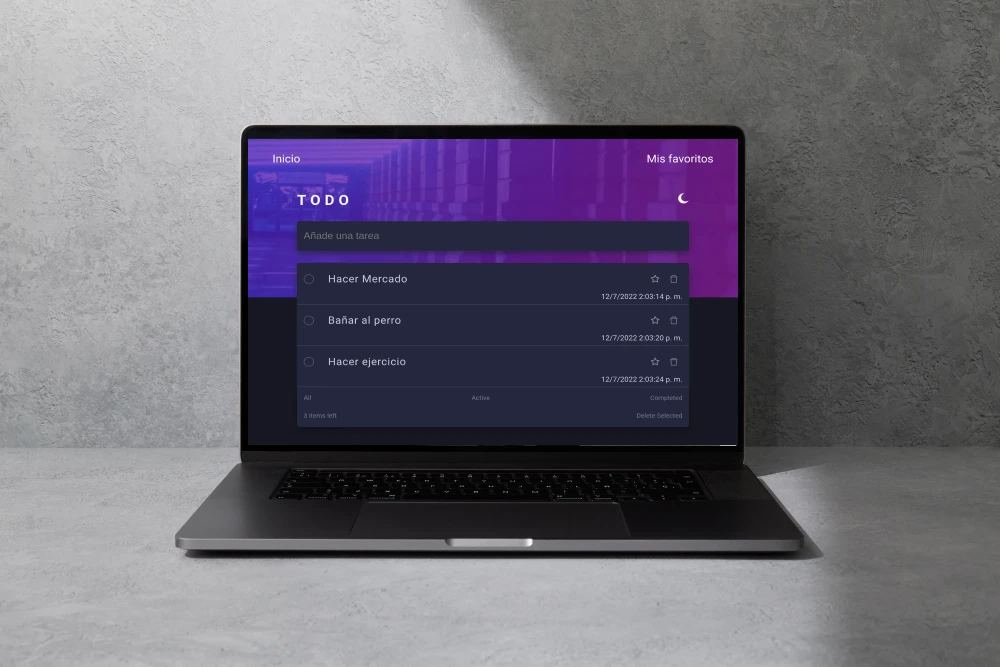 Inicio Mis favoritos
TODO
Añade una tarea
Hacer Mercado
12/7/2022 2:03:14 p. m.
Bañar al perro
12/7/2022 2:03:20 p. m.
Hacer ejercicio
12/7/2022 2:03:24 p. m.
All Active Completed
3 items left Delete Selected